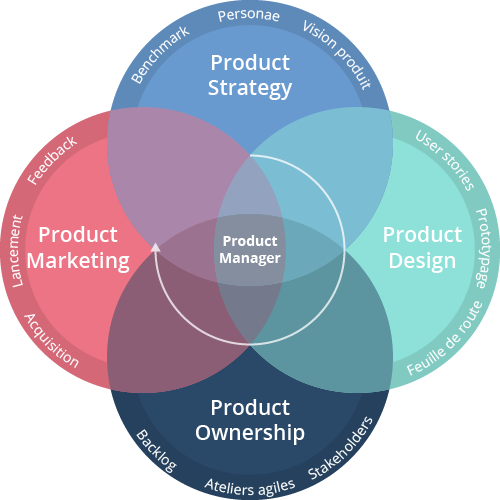 Benchmark
Personae
Vision produit
Product
Strategy
Feedback
Lancement
Acquisition
Product
Marketing
Product
Manager
User stories
Prototypage
Feuille de route
Product
Design
Product
Ownership
Backlog
Ateliers agiles
Stakeholders